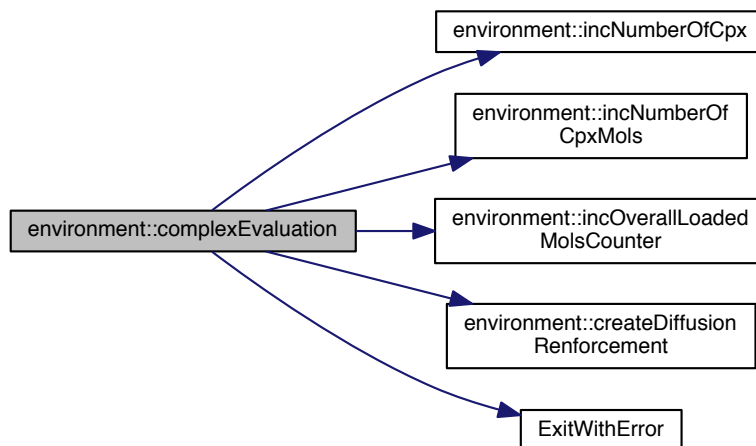 environment::incNumberOfCpx
environment::incNumberOf
CpxMols
environment::complexEvaluation
environment::incOverallLoaded
MolsCounter
environment::createDiffusion
Renforcement
ExitWithError